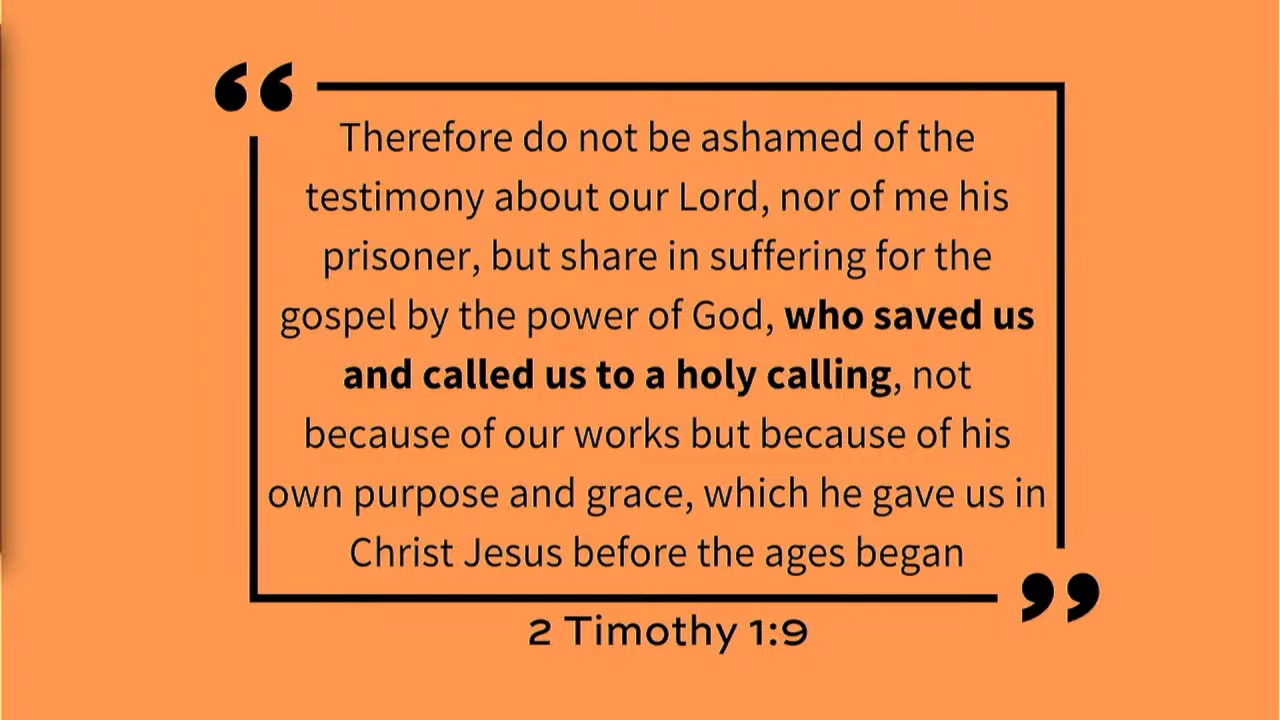 “
Therefore do not be ashamed of the
testimony about our Lord, nor of me his
prisoner, but share in suffering for the
gospel by the power of God, who saved us
and called us to a holy calling, not
because of our works but because of his
own purpose and grace, which he gave us in
Christ Jesus before the ages began
”
2 Timothy 1:9